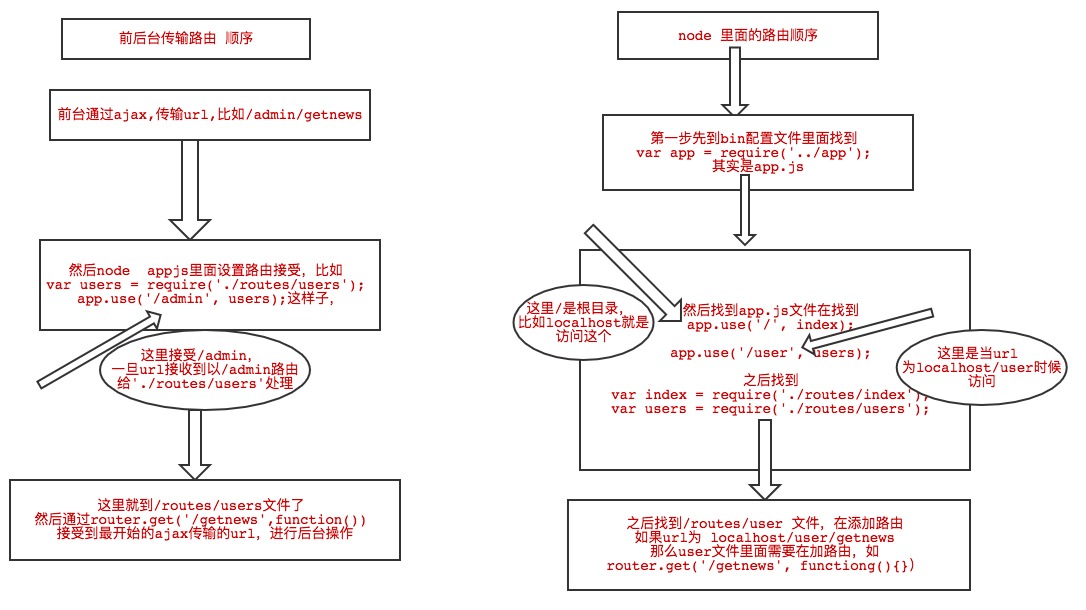 前后台传输路由 顺序
前台通过ajax,传输url,比如/admin/getnews
然后node appjs里面设置路由接受，比如
var users = require('./routes/users');
app.use('/admin', users);这样子，
这里接受/admin，
一旦url接收到以/admin路由
给'./routes/users'处理
这里就到/routes/users文件了
然后通过router.get('/getnews',function())
接受到最开始的ajax传输的url，进行后台操作
node 里面的路由顺序
第一步先到bin配置文件里面找到
var app = require('../app');
其实是app.js
这里/是根目录，
比如localhost就是
访问这个
然后找到app.js文件在找到
app.use('/', index);
app.use('/user', users);
这里是当url
为localhost/user时候
访问
之后找到
var index = require('./routes/index');
var users = require('./routes/users');
之后找到/routes/user 文件，在添加路由
如果url为 localhost/user/getnews
那么user文件里面需要在加路由，如
router.get('/getnews', functiong(){})